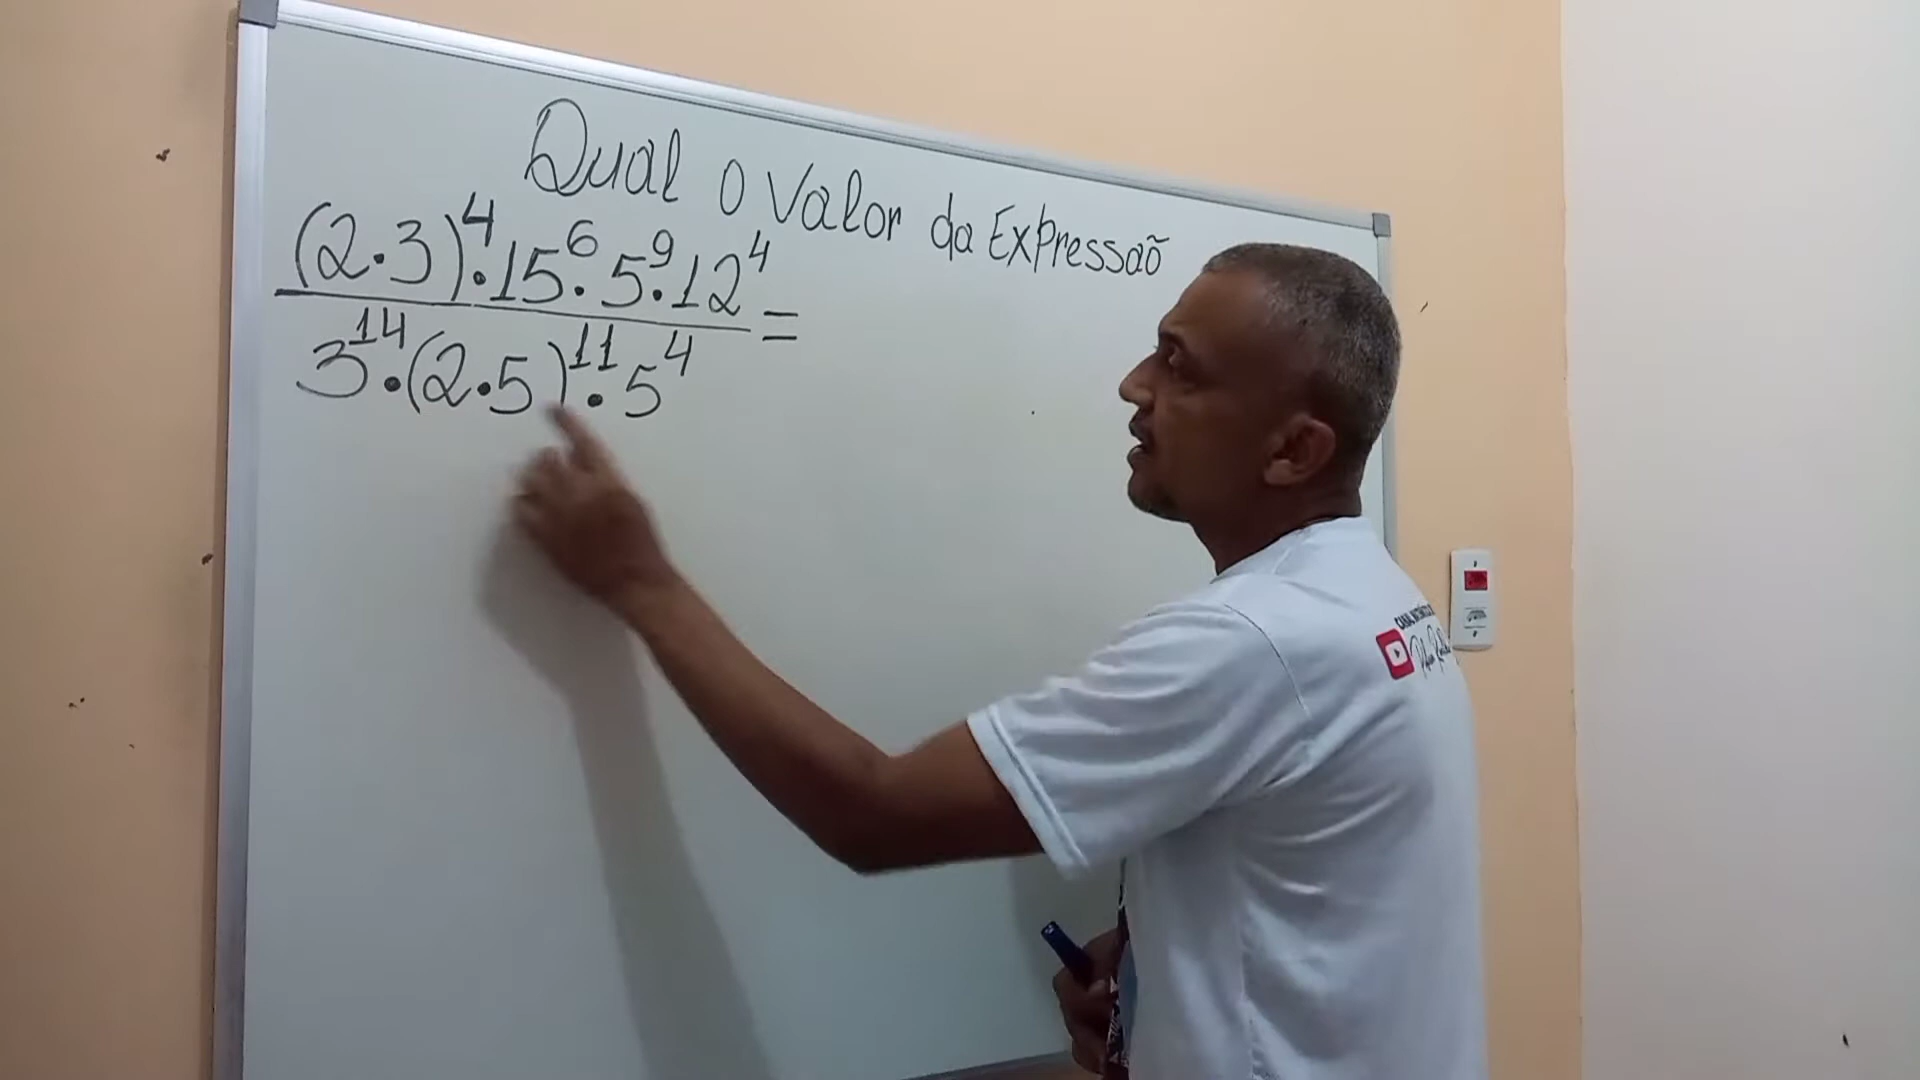 Qual o Valor da Expressaõ
(2·3)⁴·15⁶·5⁹·12⁴
=
3¹⁴·(2·5)¹¹·5⁴